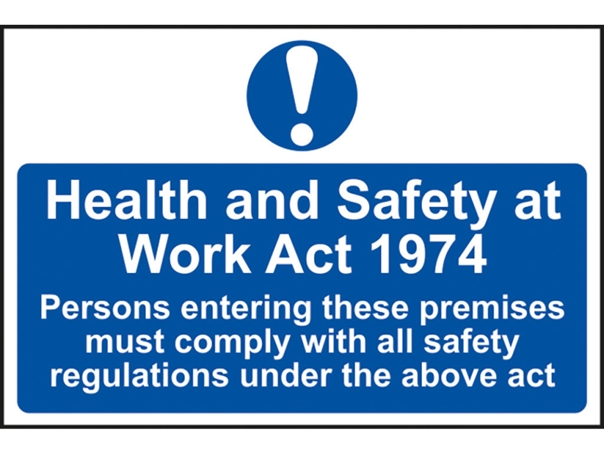 Health and Safety at
Work Act 1974
Persons entering these premises
must comply with all safety
regulations under the above act